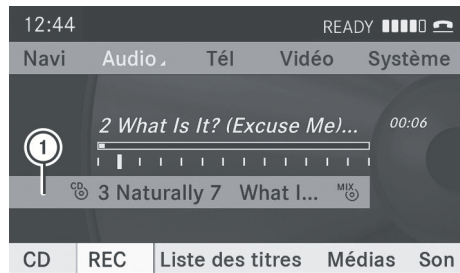 12:44 READY
Navi Audio Tél Vidéo Système
2 What Is It? (Excuse Me)... 00:06
1
CD 3 Naturally 7 What I... MIX
CD REC Liste des titres Médias Son